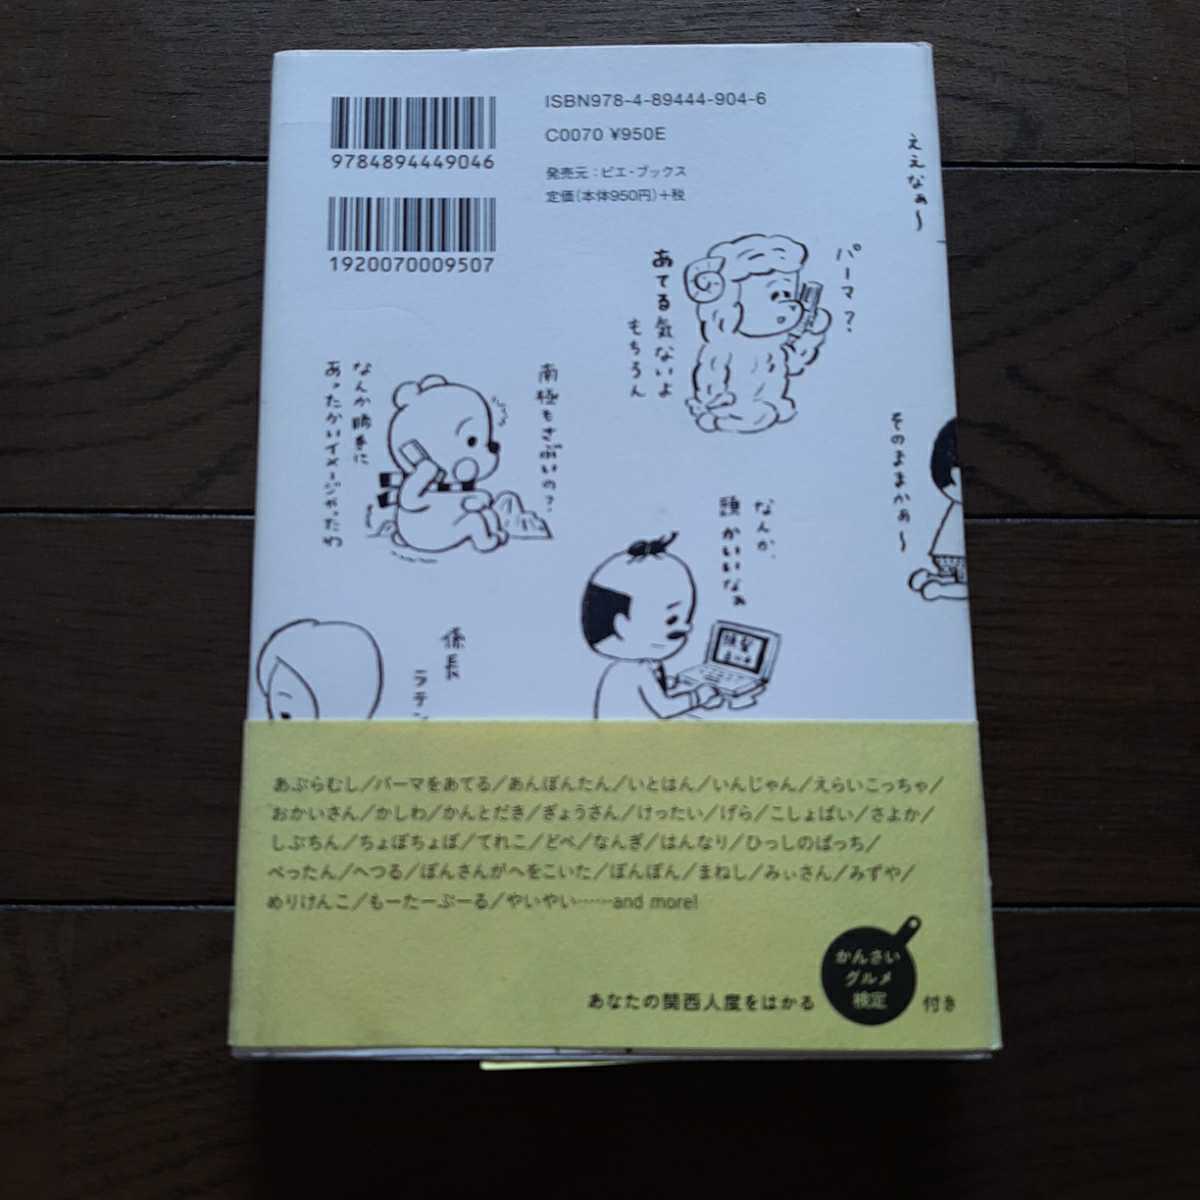 ISBN978-4-89444-904-6
C0070 ¥950E
発売元：ピエ・ブックス
定価(本体950円)+税
9784894449046
1920070009507
ええなぁ〜
パーマ？
あてる気ないよ
もちろん
南極もさぶいの？
なんか勝手に
あったかいイメージやったわ
そのままかぁ〜
なんか、
頭かいいなぁ
係長
ラテン
あぶらむし／パーマをあてる／あんぽんたん／いとはん／いんじゃん／えらいこっちゃ／
おかいさん／かしわ／かんとだき／ぎょうさん／けったい／げら／こしょばい／さよか／
しぶちん／ちょぼちょぼ／てれこ／どべ／なんぎ／はんなり／ひっしのぱっち／
べったん／へつる／ぼんさんがへをこいた／ぽんぽん／まねし／みぃさん／みずや／
めりけんこ／もーたーぷーる／やいやい……and more!
かんさい
グルメ
検定
あなたの関西人度をはかる
付き